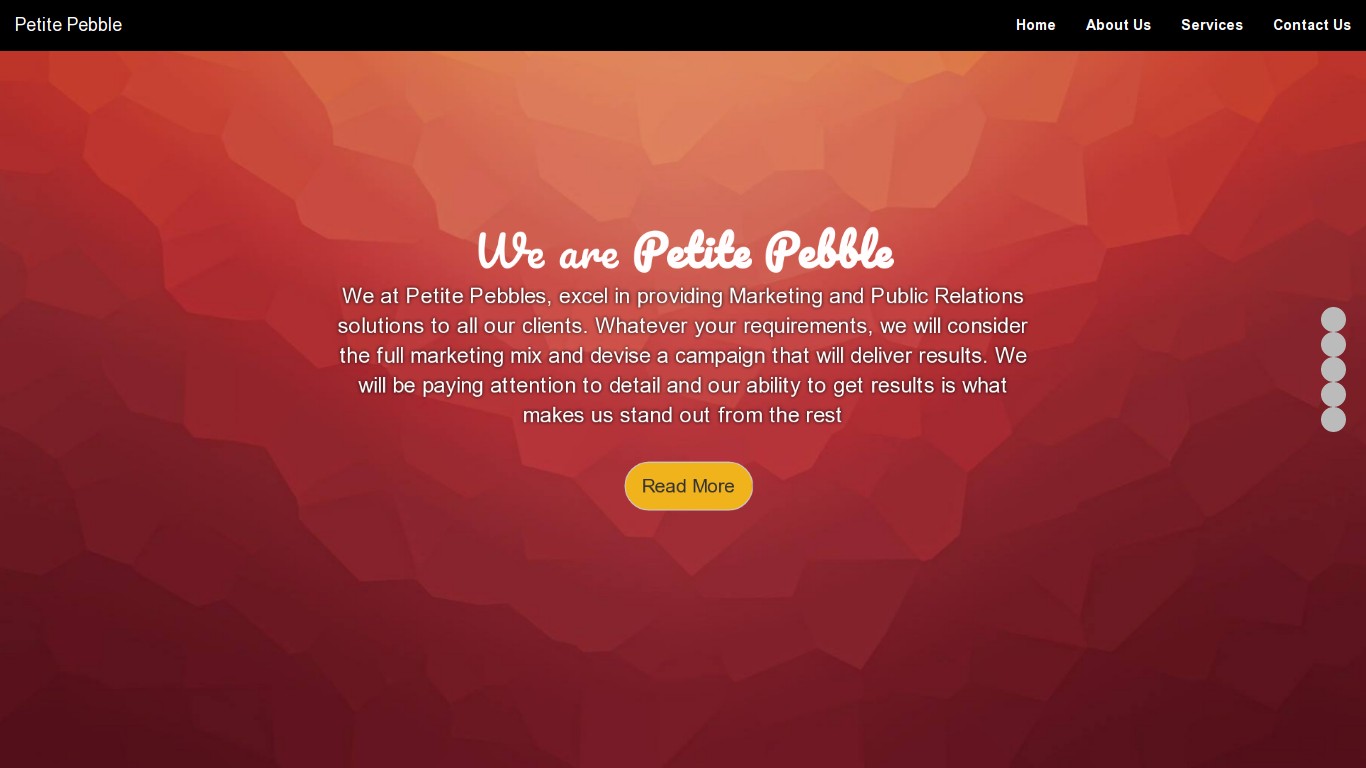 Petite Pebble
Home
About Us
Services
Contact Us
We are Petite Pebble
We at Petite Pebbles, excel in providing Marketing and Public Relations
solutions to all our clients. Whatever your requirements, we will consider
the full marketing mix and devise a campaign that will deliver results. We
will be paying attention to detail and our ability to get results is what
makes us stand out from the rest
Read More